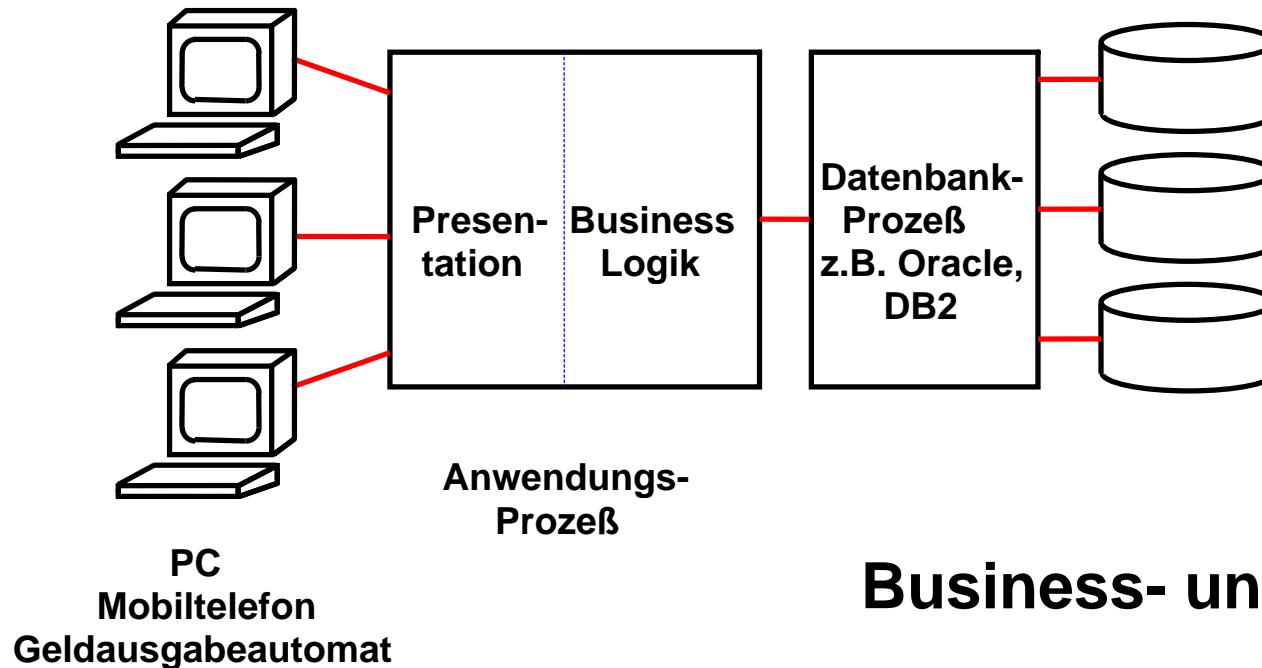 Presen-
tation
Business
Logik
Datenbank-
Prozeß
z.B. Oracle,
DB2
Anwendungs-
Prozeß
PC
Mobiltelefon
Geldausgabeautomat
Business- un